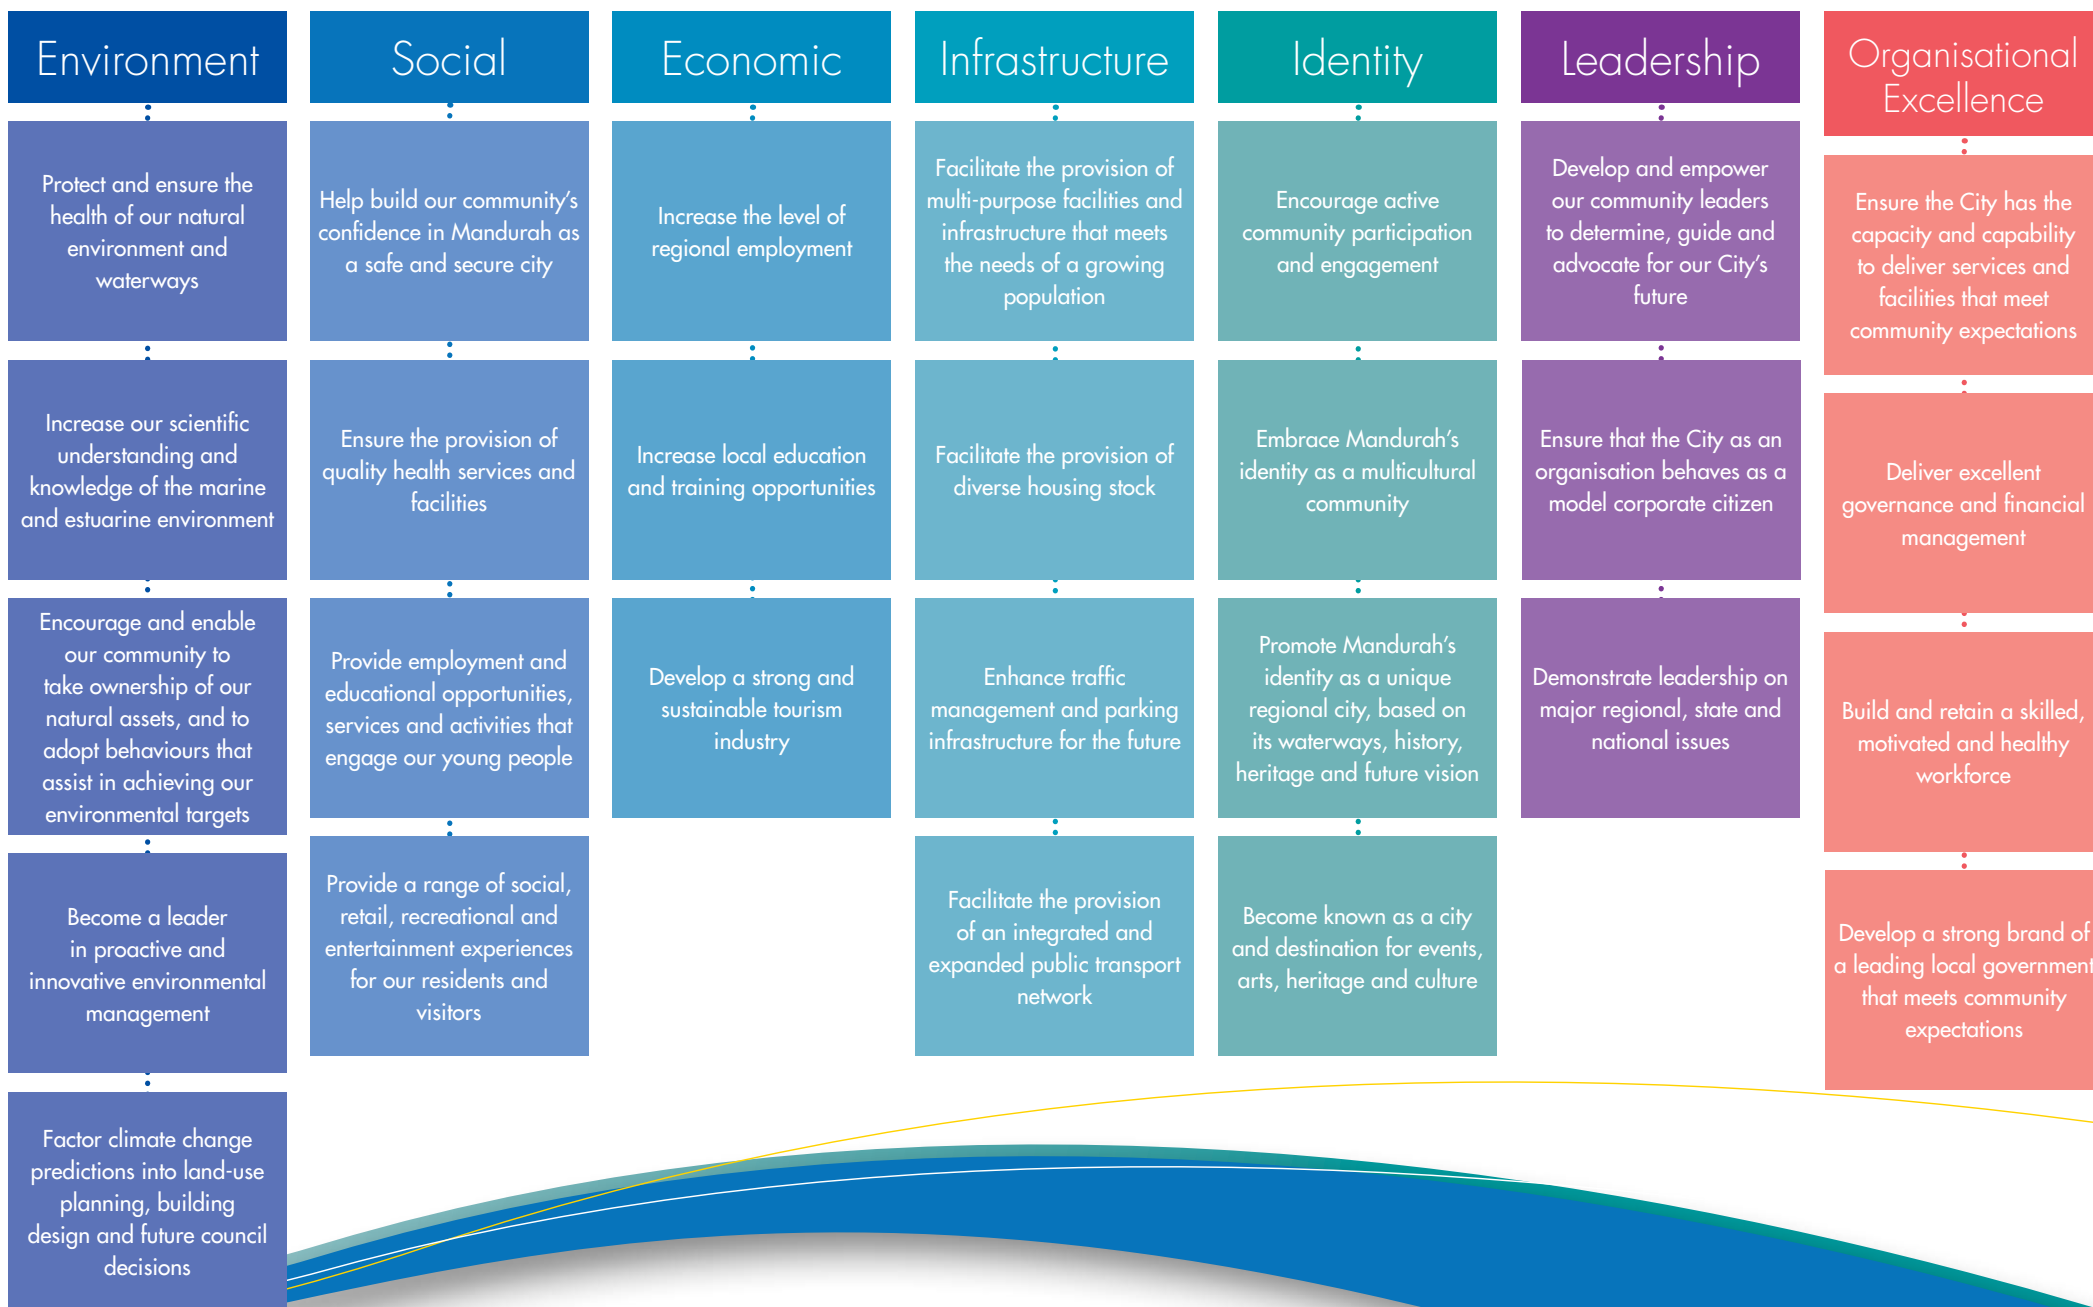 Environment
Protect and ensure the
health of our natural
environment and
waterways
Increase our scientific
understanding and
knowledge of the marine
and estuarine environment
Encourage and enable
our community to
take ownership of our
natural assets, and to
adopt behaviours that
assist in achieving our
environmental targets
Become a leader
in proactive and
innovative environmental
management
Factor climate change
predictions into land-use
planning, building
design and future council
decisions
Social
Help build our community's
confidence in Mandurah as
a safe and secure city
Ensure the provision of
quality health services and
facilities
Provide employment and
educational opportunities,
services and activities that
engage our young people
Provide a range of social,
retail, recreational and
entertainment experiences
for our residents and
visitors
Economic
Increase the level of
regional employment
Increase local education
and training opportunities
Develop a strong and
sustainable tourism
industry
Infrastructure
Facilitate the provision of
multi-purpose facilities and
infrastructure that meets
the needs of a growing
population
Facilitate the provision of
diverse housing stock
Enhance traffic
management and parking
infrastructure for the future
Facilitate the provision
of an integrated and
expanded public transport
network
Identity
Encourage active
community participation
and engagement
Embrace Mandurah's
identity as a multicultural
community
Promote Mandurah's
identity as a unique
regional city, based on
its waterways, history,
heritage and future vision
Become known as a city
and destination for events,
arts, heritage and culture
Leadership
Develop and empower
our community leaders
to determine, guide and
advocate for our City's
future
Ensure that the City as an
organisation behaves as a
model corporate citizen
Demonstrate leadership on
major regional, state and
national issues
Organisational
Excellence
Ensure the City has the
capacity and capability
to deliver services and
facilities that meet
community expectations
Deliver excellent
governance and financial
management
Build and retain a skilled,
motivated and healthy
workforce
Develop a strong brand of
a leading local government
that meets community
expectations